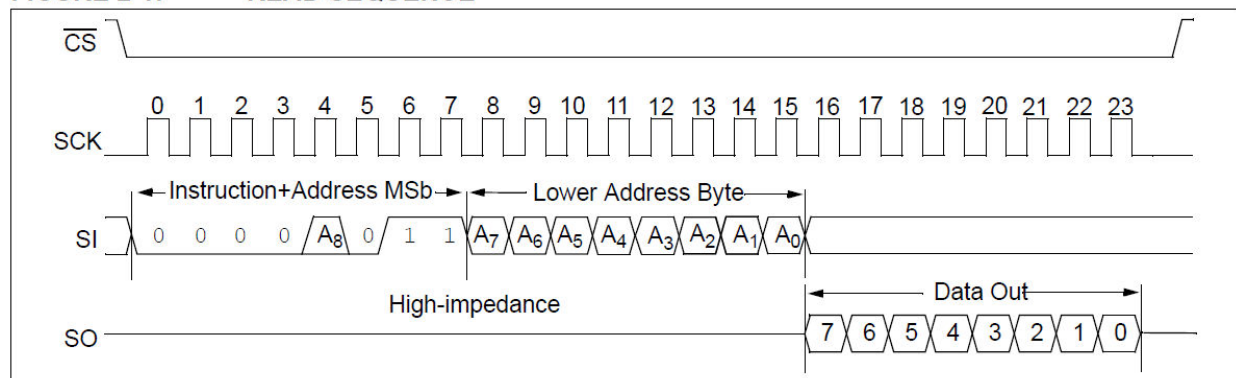 CS
0 1 2 3 4 5 6 7 8 9 10 11 12 13 14 15 16 17 18 19 20 21 22 23
SCK
Instruction+Address MSb Lower Address Byte
SI 0 0 0 0 A8 0 1 1 A7 A6 A5 A4 A3 A2 A1 A0
High-impedance Data Out
SO 7 6 5 4 3 2 1 0